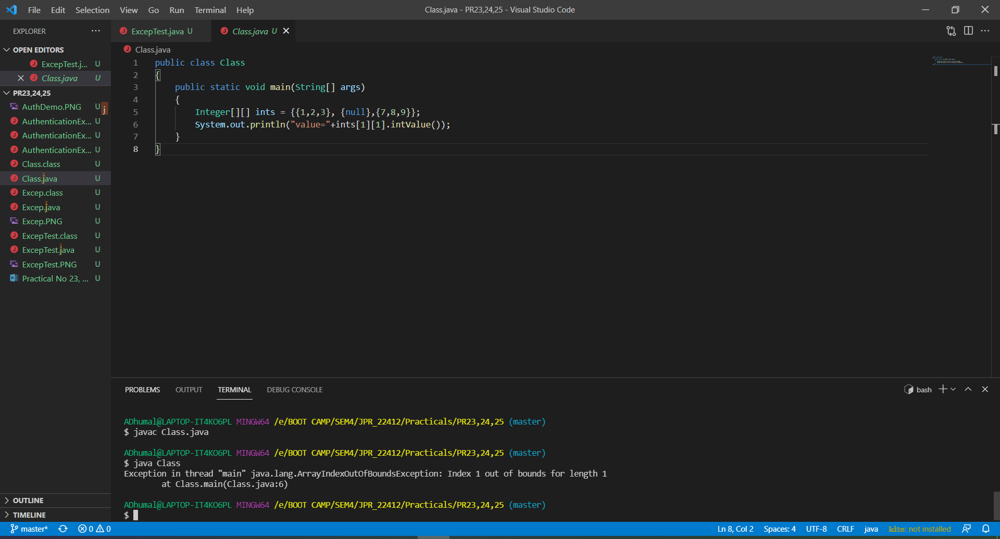 File Edit Selection View Go Run Terminal Help
Class.java - PR23,24,25 - Visual Studio Code
EXPLORER
OPEN EDITORS
ExcepTest.j... U
Class.java U
PR23,24,25
AuthDemo.PNG U
j
AuthenticationEx... U
AuthenticationEx... U
AuthenticationEx... U
Class.class U
Class.java U
Excep.class U
Excep.java U
Excep.PNG U
ExcepTest.class U
ExcepTest.java U
ExcepTest.PNG U
Practical No 23, ... U
OUTLINE
TIMELINE
ExcepTest.java U Class.java U
Class.java
1 public class Class
2 {
3 public static void main(String[] args)
4 {
5 Integer[][] ints = {{1,2,3}, {null},{7,8,9}};
6 System.out.println("value="+ints[1][1].intValue());
7 }
8 }
PROBLEMS OUTPUT TERMINAL DEBUG CONSOLE
bash
ADhumal@LAPTOP-IT4KO6PL MINGW64 /e/BOOT CAMP/SEM4/JPR_22412/Practicals/PR23,24,25 (master)
$ javac Class.java
ADhumal@LAPTOP-IT4KO6PL MINGW64 /e/BOOT CAMP/SEM4/JPR_22412/Practicals/PR23,24,25 (master)
$ java Class
Exception in thread "main" java.lang.ArrayIndexOutOfBoundsException: Index 1 out of bounds for length 1
at Class.main(Class.java:6)
ADhumal@LAPTOP-IT4KO6PL MINGW64 /e/BOOT CAMP/SEM4/JPR_22412/Practicals/PR23,24,25 (master)
$
master* 0 0 Ln 8, Col 2 Spaces: 4 UTF-8 CRLF java kite: not installed